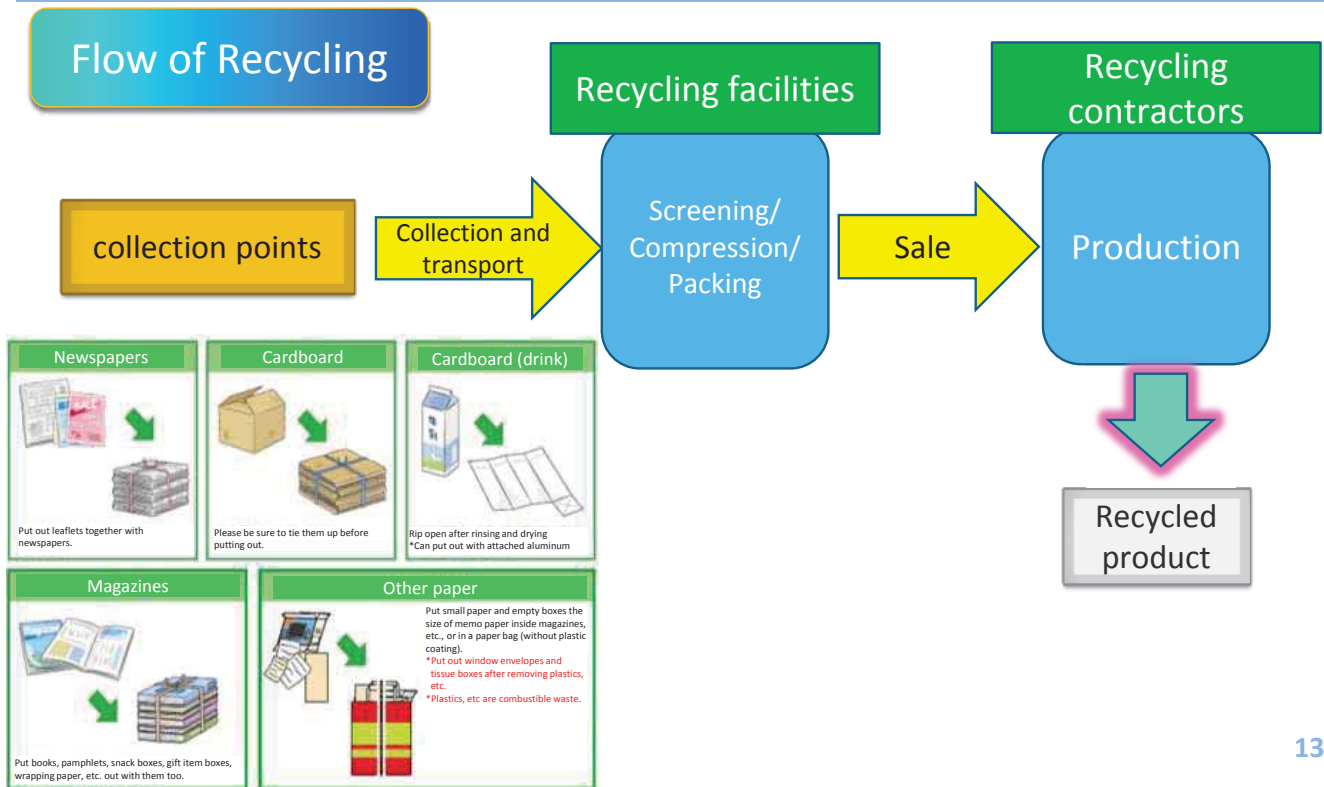 Flow of Recycling
Recycling facilities
Recycling
contractors
collection points
Collection and
transport
Screening/
Compression/
Packing
Sale
Production
Recycled
product
Newspapers
Put out leaflets together with
newspapers.
Cardboard
Please be sure to tie them up before
putting out.
Cardboard (drink)
Rip open after rinsing and drying
*Can put out with attached aluminum
Magazines
Put books, pamphlets, snack boxes, gift item boxes,
wrapping paper, etc. out with them too.
Other paper
Put small paper and empty boxes the
size of memo paper inside magazines,
etc., or in a paper bag (without plastic
coating).
*Put out window envelopes and
tissue boxes after removing plastics,
etc.
*Plastics, etc are combustible waste.
13